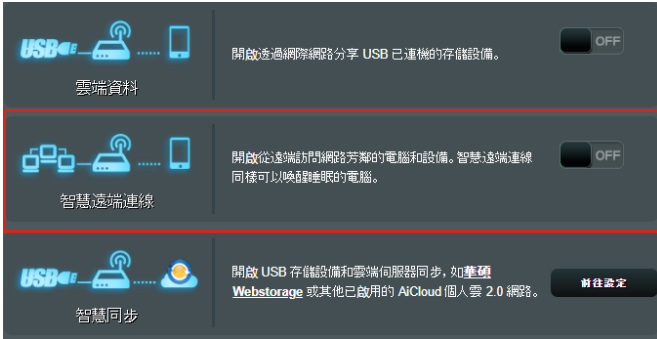 USB
雲端資料
開啟透過網際網路分享 USB 已連機的存儲設備。
OFF
智慧遠端連線
開啟從遠端訪問網路芳鄰的電腦和設備。智慧遠端連線
同樣可以喚醒睡眠的電腦。
OFF
USB
智慧同步
開啟 USB 存儲設備和雲端伺服器同步，如華碩
Webstorage 或其他已啟用的 AiCloud 個人雲 2.0 網路。
前往設定